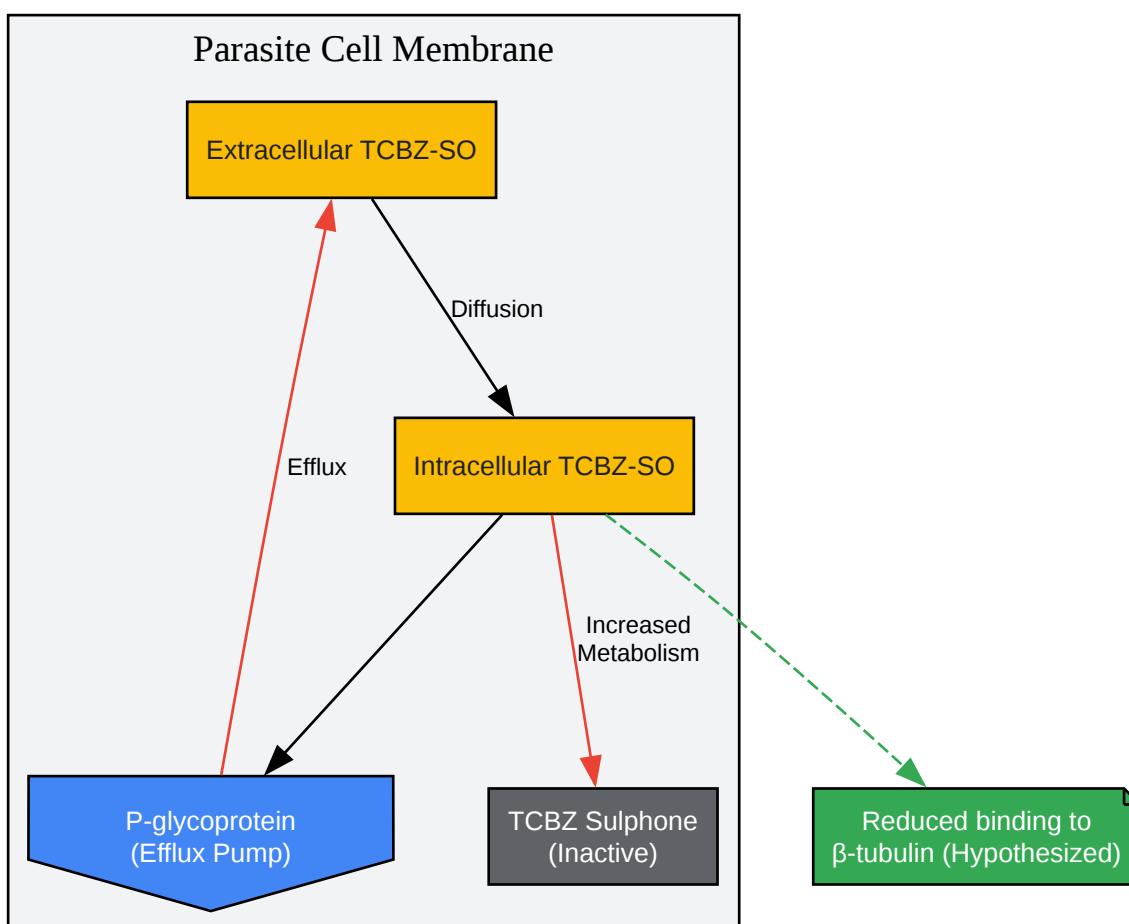 Parasite Cell Membrane
Extracellular TCBZ-SO
Diffusion
Efflux
Intracellular TCBZ-SO
Increased
Metabolism
P-glycoprotein
(Efflux Pump)
TCBZ Sulphone
(Inactive)
Reduced binding to
β-tubulin (Hypothesized)